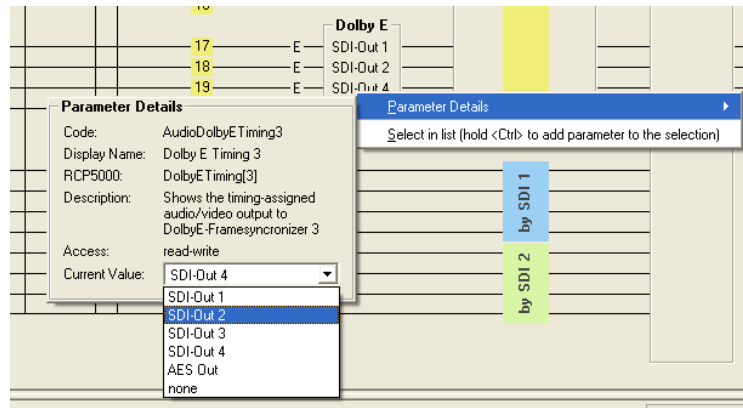 Dolby E
17 E SDI-Out 1
18 E SDI-Out 2
19 E SDI-Out 4
Parameter Details
Select in list (hold <Ctrl> to add parameter to the selection)
Parameter Details
Code: AudioDolbyETiming3
Display Name: Dolby E Timing 3
RCP5000: DolbyETiming[3]
Description: Shows the timing-assigned
audio/video output to
DolbyE-Framesyncronizer 3
Access: read-write
Current Value: SDI-Out 4
SDI-Out 1
SDI-Out 2
SDI-Out 3
SDI-Out 4
AES Out
none
by SDI 1
by SDI 2